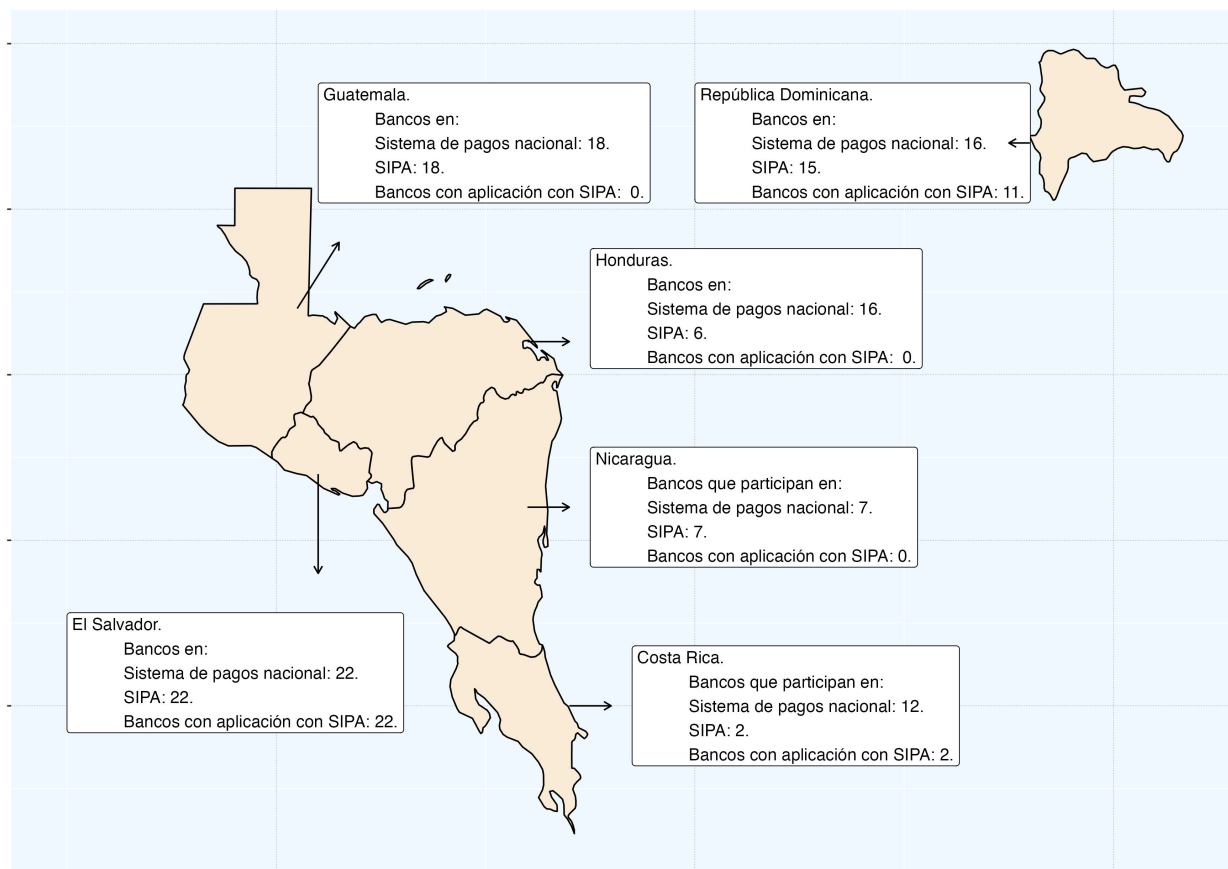 Guatemala.
Bancos en:
Sistema de pagos nacional: 18.
SIPA: 18.
Bancos con aplicación con SIPA:  0.
República Dominicana.
Bancos en:
Sistema de pagos nacional: 16.
SIPA: 15.
Bancos con aplicación con SIPA: 11.
Honduras.
Bancos en:
Sistema de pagos nacional: 16.
SIPA: 6.
Bancos con aplicación con SIPA:  0.
Nicaragua.
Bancos que participan en:
Sistema de pagos nacional: 7.
SIPA: 7.
Bancos con aplicación con SIPA: 0.
El Salvador.
Bancos en:
Sistema de pagos nacional: 22.
SIPA: 22.
Bancos con aplicación con SIPA: 22.
Costa Rica.
Bancos que participan en:
Sistema de pagos nacional: 12.
SIPA: 2.
Bancos con aplicación con SIPA: 2.